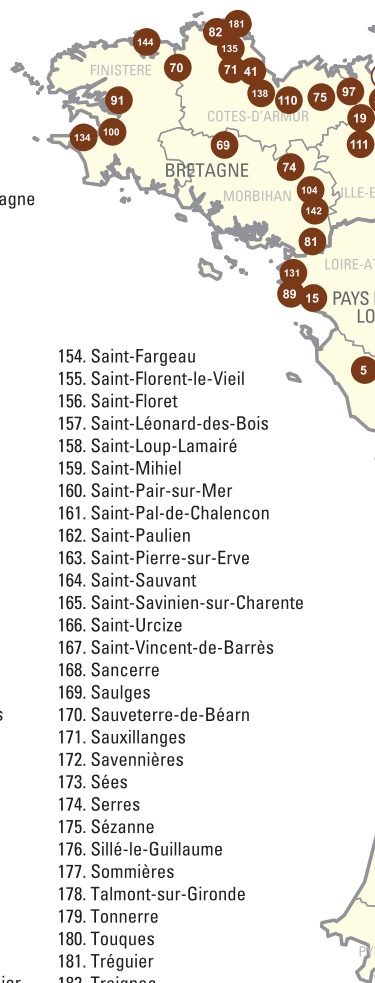 181
82
144
135
FINISTERE
70
71
41
91
138
110
75
97
COTES-D'ARMOR
19
134
100
69
111
BRETAGNE
74
MORBIHAN
104
ILLE-E
agne
142
81
LOIRE-AT
131
89
15
PAYS
LO
5
154. Saint-Fargeau
155. Saint-Florent-le-Vieil
156. Saint-Floret
157. Saint-Léonard-des-Bois
158. Saint-Loup-Lamairé
159. Saint-Mihiel
160. Saint-Pair-sur-Mer
161. Saint-Pal-de-Chalencon
162. Saint-Paulien
163. Saint-Pierre-sur-Erve
164. Saint-Sauvant
165. Saint-Savinien-sur-Charente
166. Saint-Urcize
167. Saint-Vincent-de-Barrès
168. Sancerre
169. Saulges
s
170. Sauveterre-de-Béarn
171. Sauxillanges
172. Savennières
173. Sées
174. Serres
175. Sézanne
176. Sillé-le-Guillaume
177. Sommières
178. Talmont-sur-Gironde
179. Tonnerre
180. Touques
181. Tréguier
182. Treignac